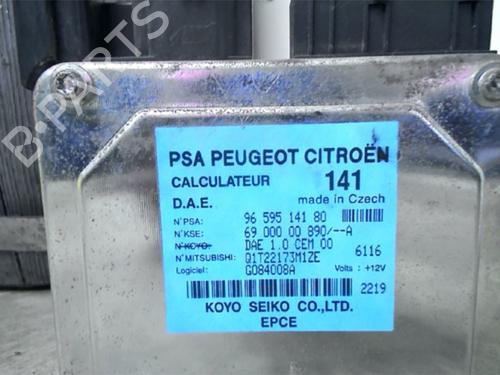 B-PARTS
PSA PEUGEOT CITROËN
CALCULATEUR 141
D.A.E. made in Czech
N°PSA: 96 595 141 80
N°KSE: 69 000 00 890/--A
N°KOYO: DAE 1.0 CEM 00 6116
N°MITSUBISHI: Q1T22173M1ZE
Logiciel: G084008A Volts : +12V
2219
KOYO SEIKO CO.,LTD.
EPCE